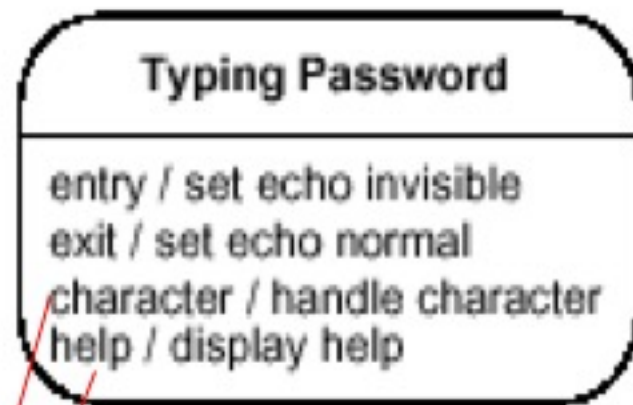 Typing Password
entry / set echo invisible
exit / set echo normal
character / handle character
help / display help